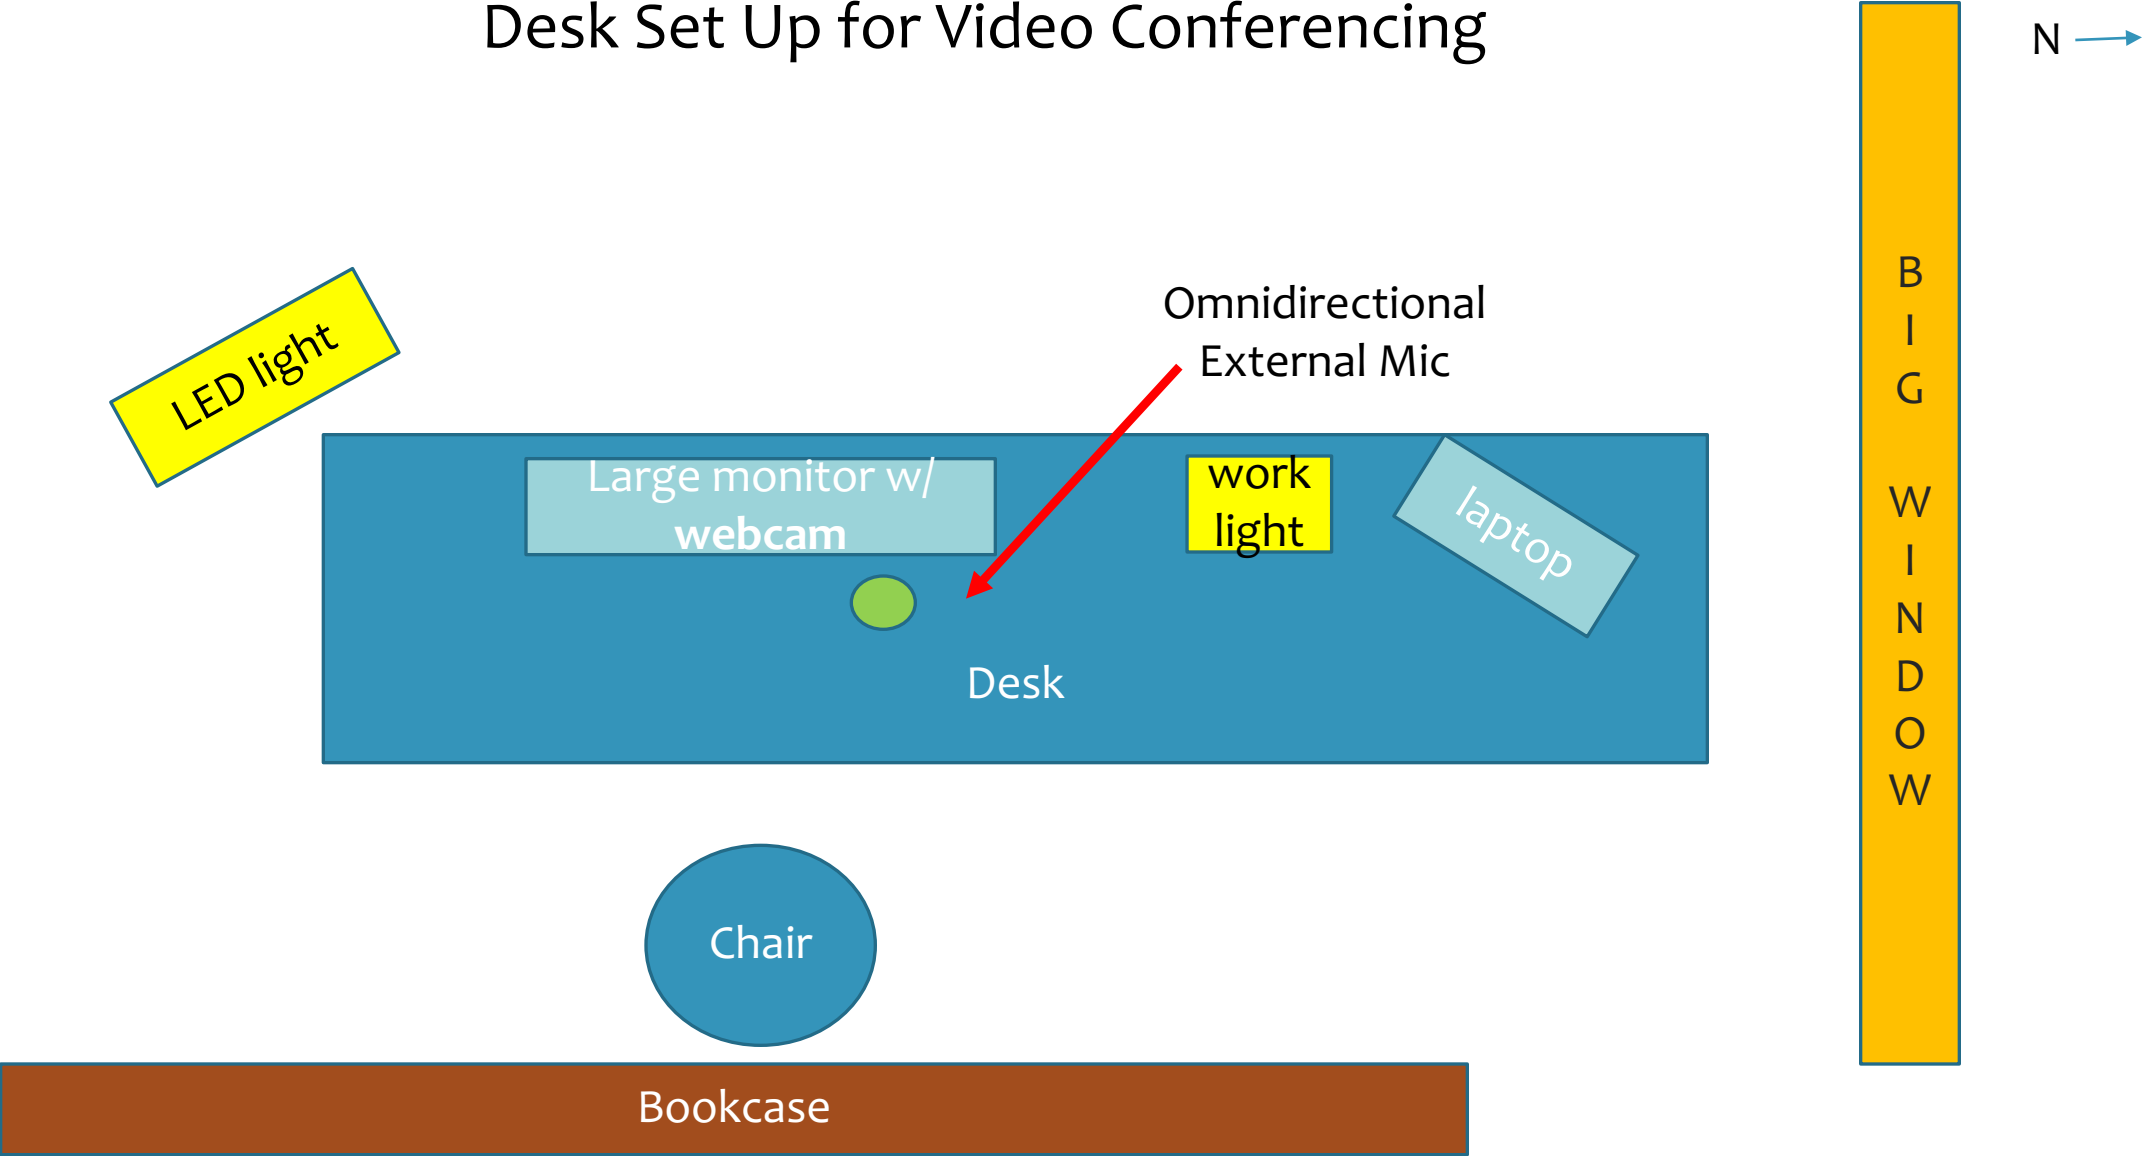 Desk Set Up for Video Conferencing
N
LED light
Omnidirectional
External Mic
Large monitor w/
webcam
work
light
laptop
Desk
Chair
Bookcase
B
I
G
W
I
N
D
O
W